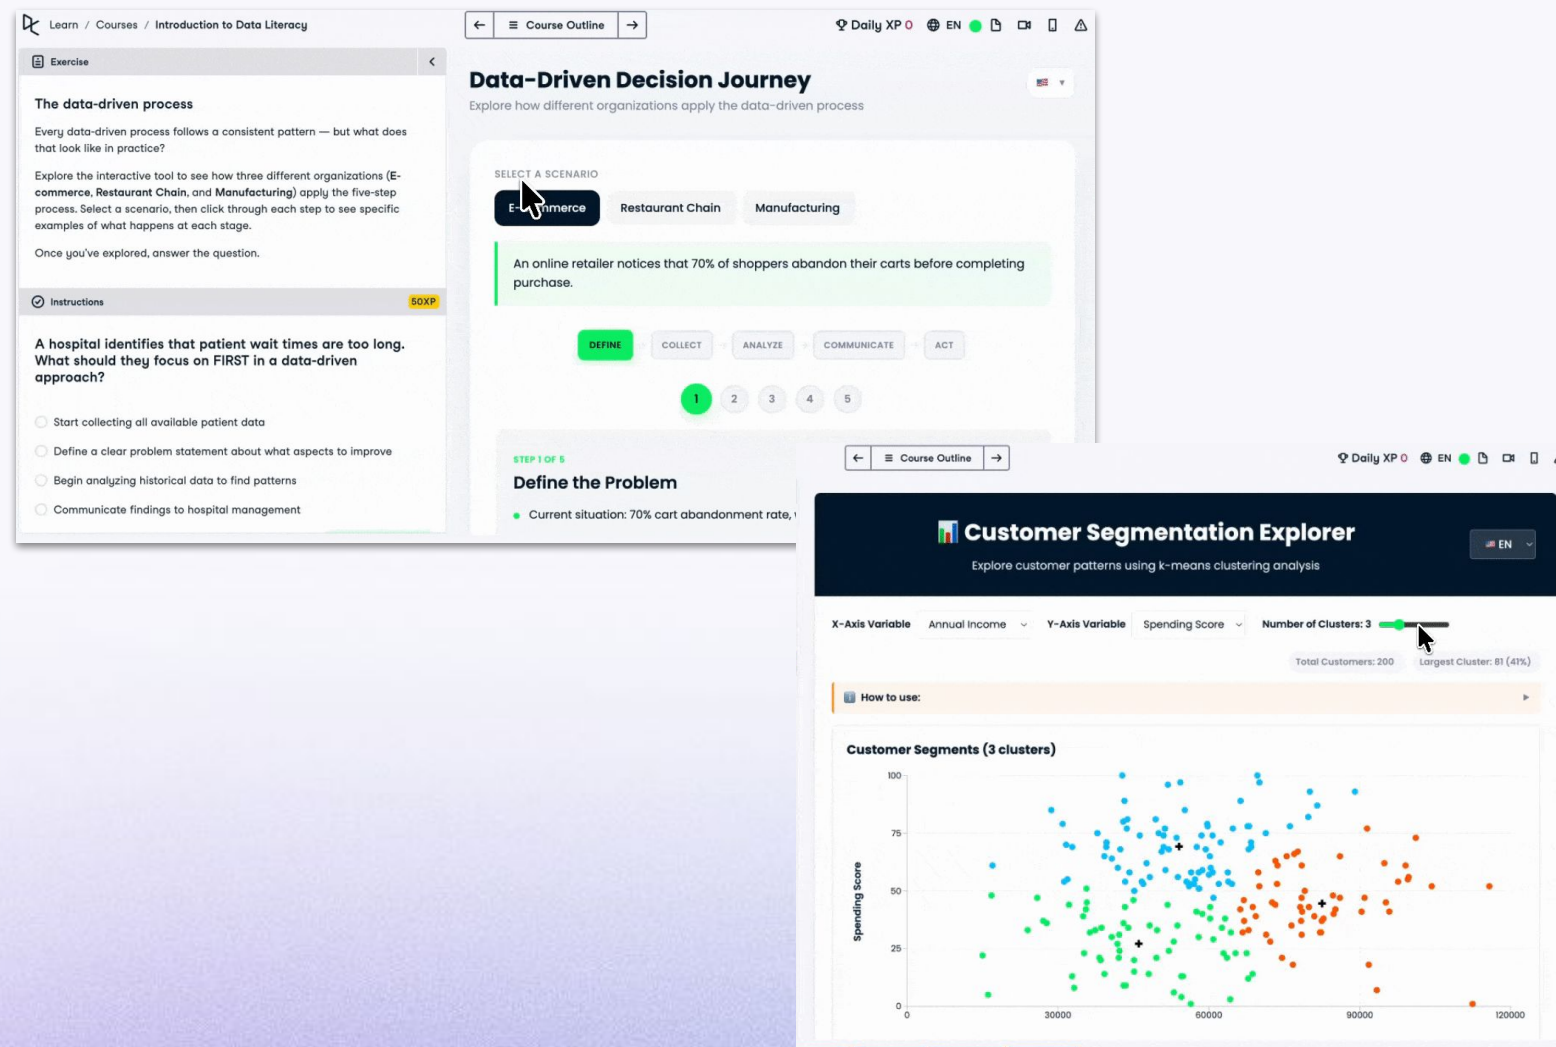 Learn / Courses / Introduction to Data Literacy
Course Outline
Daily XP 0
EN
Exercise
The data-driven process
Every data-driven process follows a consistent pattern — but what does
that look like in practice?
Explore the interactive tool to see how three different organizations (E-
commerce, Restaurant Chain, and Manufacturing) apply the five-step
process. Select a scenario, then click through each step to see specific
examples of what happens at each stage.
Once you've explored, answer the question.
Instructions
50XP
A hospital identifies that patient wait times are too long.
What should they focus on FIRST in a data-driven
approach?
Start collecting all available patient data
Define a clear problem statement about what aspects to improve
Begin analyzing historical data to find patterns
Communicate findings to hospital management
Data-Driven Decision Journey
Explore how different organizations apply the data-driven process
SELECT A SCENARIO
E-commerce
Restaurant Chain
Manufacturing
An online retailer notices that 70% of shoppers abandon their carts before completing
purchase.
DEFINE
COLLECT
ANALYZE
COMMUNICATE
ACT
1
2
3
4
5
STEP 1 OF 5
Define the Problem
Current situation: 70% cart abandonment rate,
Course Outline
Daily XP 0
EN
Customer Segmentation Explorer
Explore customer patterns using k-means clustering analysis
EN
X-Axis Variable
Annual Income
Y-Axis Variable
Spending Score
Number of Clusters: 3
Total Customers: 200
Largest Cluster: 81 (41%)
How to use:
Customer Segments (3 clusters)
Spending Score
100
75
50
25
0
0
30000
60000
90000
120000